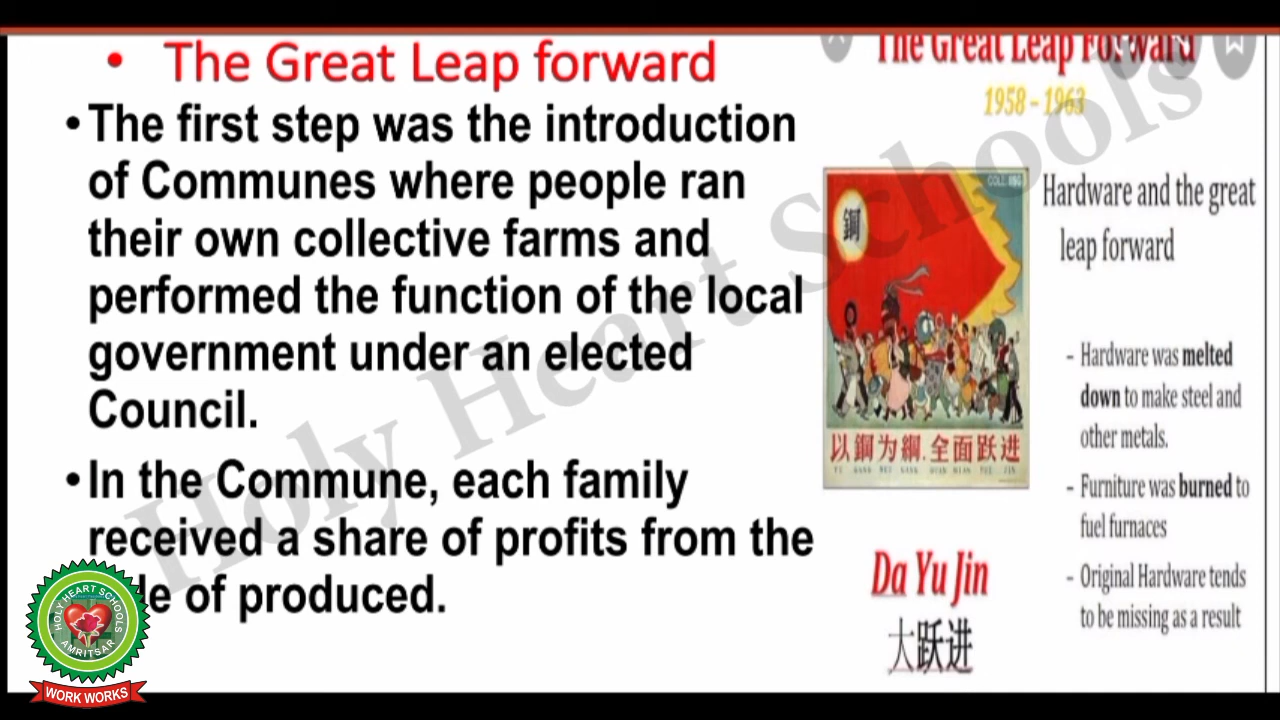 • The Great Leap forward
• The first step was the introduction
of Communes where people ran
their own collective farms and
performed the function of the local
government under an elected
Council.
• In the Commune, each family
received a share of profits from the
of produced.
The Great Leap Forward
1958 – 1963
Hardware and the great
leap forward
鋼
以鋼为綱.全面跃进
- Hardware was melted
down to make steel and
other metals.
- Furniture was burned to
fuel furnaces
- Original Hardware tends
to be missing as a result
Da Yu Jin
大跃进
Holy Heart Schools
HOLY HEART SCHOOLS
AMRITSAR
WORK WORKS